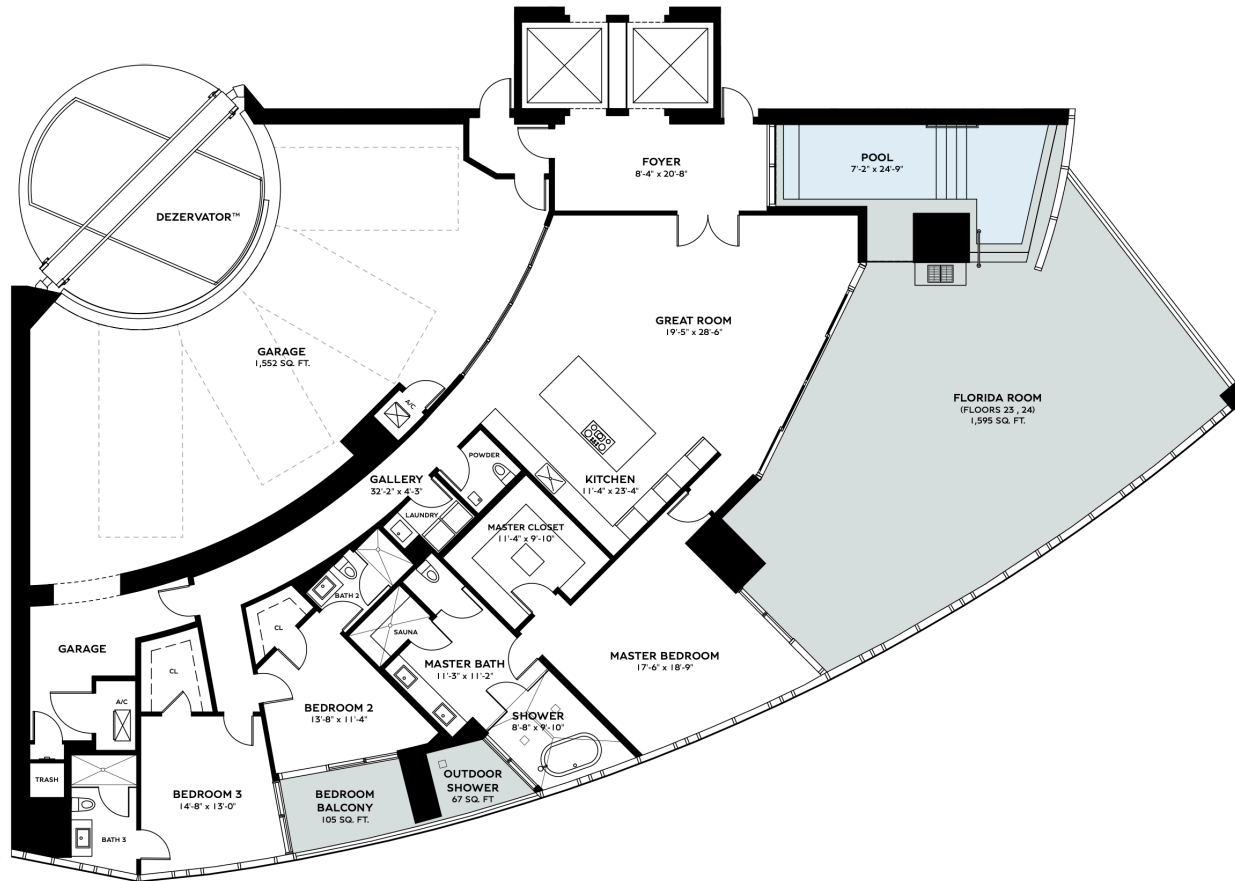 FOYER
8'-4" x 20'-8"
POOL
7'-2" x 24'-9"
DEZERVATOR™
GREAT ROOM
19'-5" x 28'-6"
GARAGE
1,552 SQ. FT.
A/C
FLORIDA ROOM
(FLOORS 23 , 24)
1,595 SQ. FT.
POWDER
GALLERY
32'-2" x 4'-3"
KITCHEN
11'-4" x 23'-4"
LAUNDRY
MASTER CLOSET
11'-4" x 9'-10"
BATH 2
CL
SAUNA
GARAGE
CL
MASTER BATH
11'-3" x 11'-2"
MASTER BEDROOM
17'-6" x 18'-9"
A/C
BEDROOM 2
13'-8" x 11'-4"
SHOWER
8'-8" x 9'-10"
TRASH
BEDROOM 3
14'-8" x 13'-0"
BEDROOM
BALCONY
105 SQ. FT.
OUTDOOR
SHOWER
67 SQ. FT
BATH 3